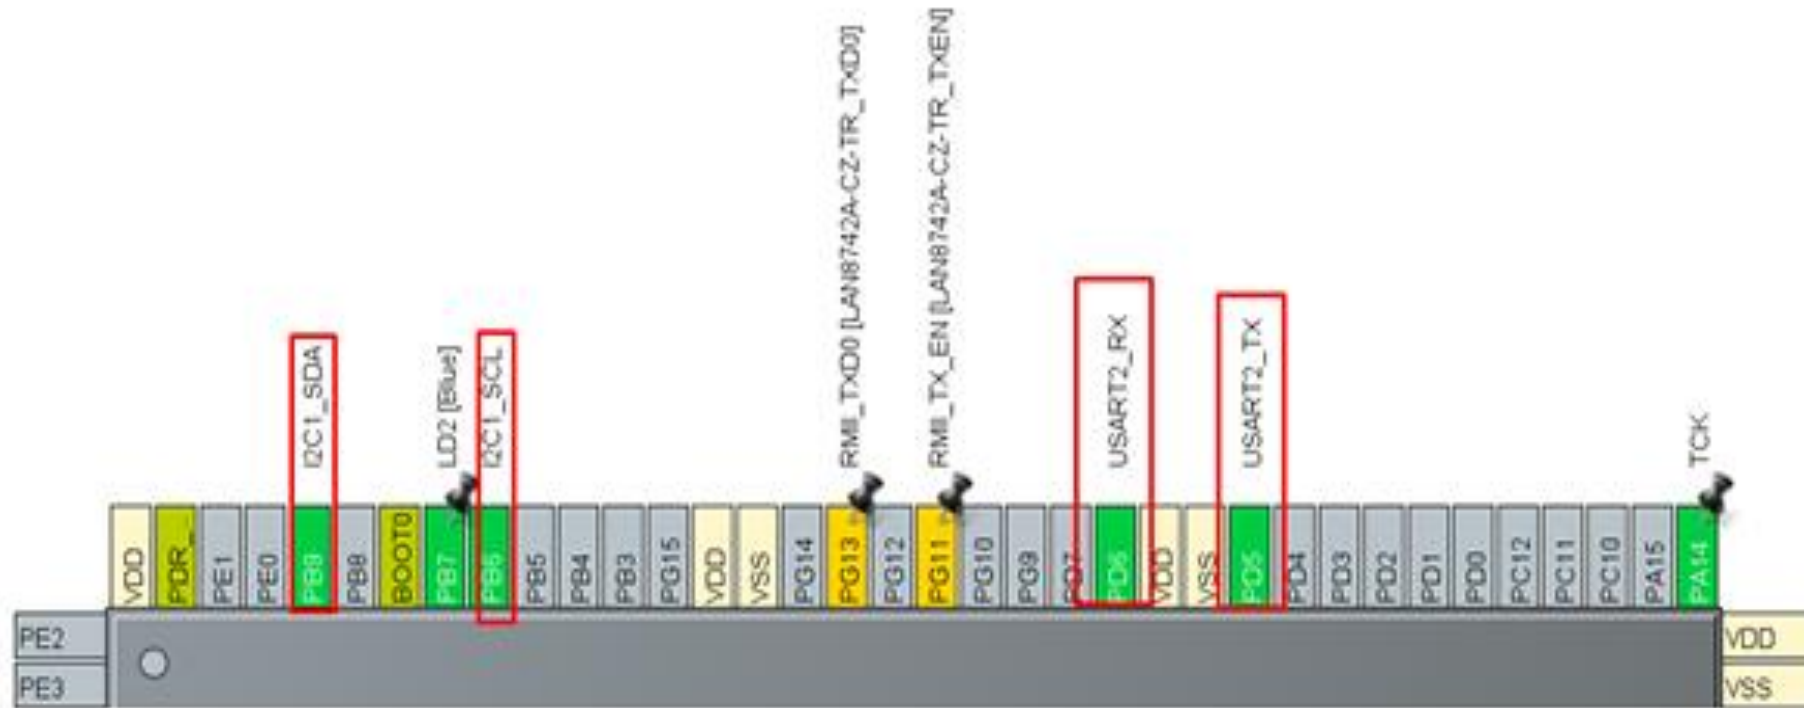 I2C1_SDA
LD2 [Blue]
I2C1_SCL
RMII_TXD0 [LAN8742A-CZ-TR_TXD0]
RMII_TX_EN [LAN8742A-CZ-TR_TXEN]
USART2_RX
USART2_TX
TCK
VDD
PDR_
PE1
PE0
PB9
PB8
BOOT0
PB7
PB6
PB5
PB4
PB3
PG15
VDD
VSS
PG14
PG13
PG12
PG11
PG10
PG9
PD7
PD6
VDD
VSS
PD5
PD4
PD3
PD2
PD1
PD0
PC12
PC11
PC10
PA15
PA14
PE2
PE3
VDD
VSS